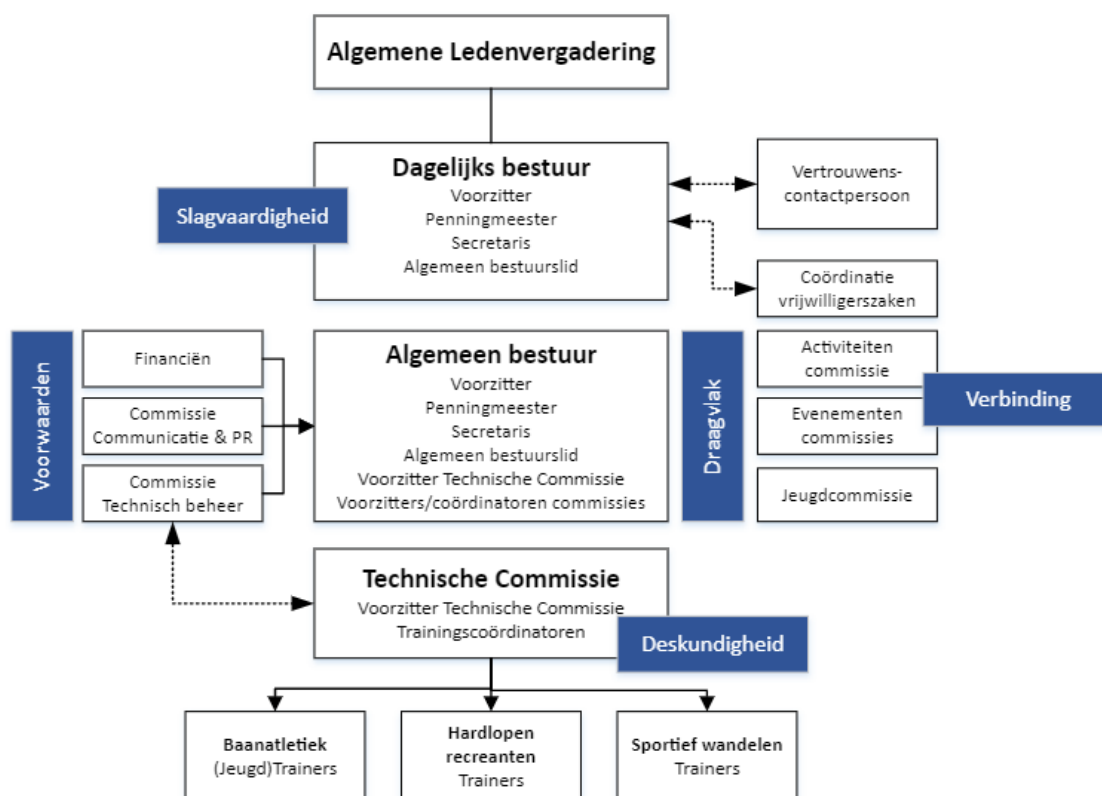 Algemene Ledenvergadering
Dagelijks bestuur
Voorzitter
Penningmeester
Secretaris
Algemeen bestuurslid
Slagvaardigheid
Vertrouwens-
contactpersoon
Coördinatie
vrijwilligerszaken
Voorwaarden
Financiën
Commissie
Communicatie & PR
Commissie
Technisch beheer
Algemeen bestuur
Voorzitter
Penningmeester
Secretaris
Algemeen bestuurslid
Voorzitter Technische Commissie
Voorzitters/coördinatoren commissies
Draagvlak
Activiteiten
commissie
Evenementen
commissies
Jeugdcommissie
Verbinding
Technische Commissie
Voorzitter Technische Commissie
Trainingscoördinatoren
Deskundigheid
Baanatletiek
(Jeugd)Trainers
Hardlopen
recreanten
Trainers
Sportief wandelen
Trainers